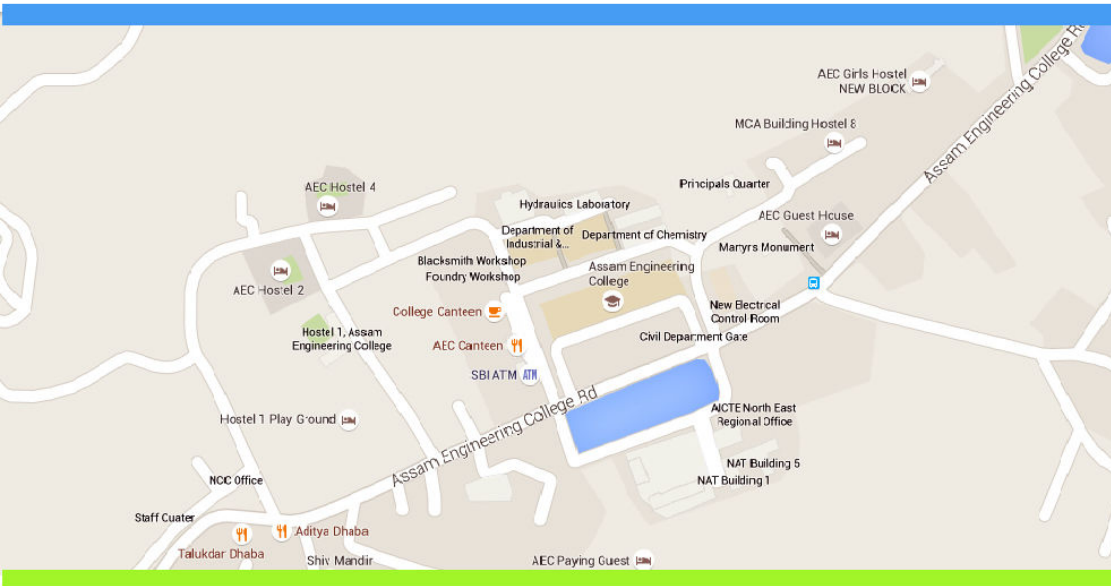 Assam Engineering College R
AEC Girls Hostel
NEW BLOCK
MCA Building Hostel 8
Principals Quarter
AEC Hostel 4
Hydraulics Laboratory
AEC Guest House
Department of
Industrial &...
Department of Chemistry
Martyrs Monument
Blacksmith Workshop
Foundry Workshop
Assam Engineering
College
AEC Hostel 2
New Electrical
Control Room
College Canteen
Hostel 1, Assam
Engineering College
Civil Department Gate
AEC Canteen
SBI ATM
ATM
Assam Engineering College Rd
Hostel 1 Play Ground
AICTE North East
Regional Office
NAT Building 5
NAT Building 1
NCC Office
Staff Cuater
Aditya Dhaba
Talukdar Dhaba
Shiv Mandir
AEC Paying Guest